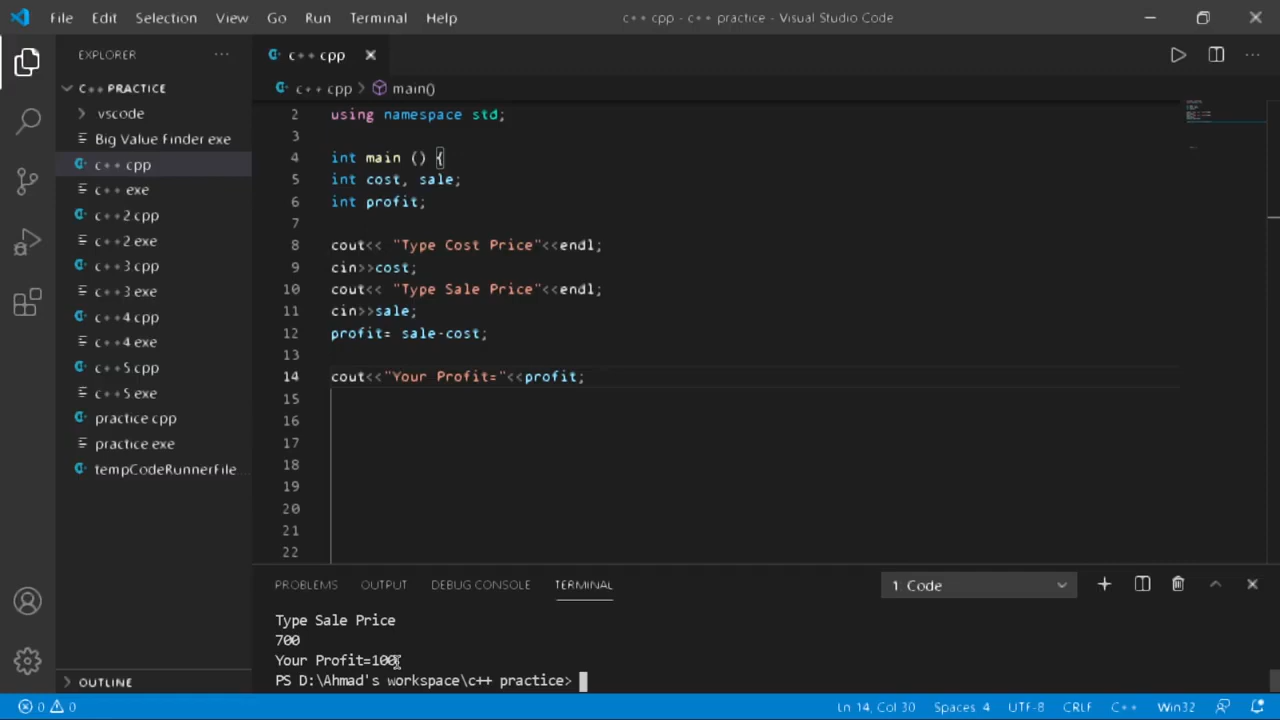 File Edit Selection View Go Run Terminal Help c++ cpp - c++ practice - Visual Studio Code
EXPLORER
c++ cpp
C++ PRACTICE
c++ cpp main()
vscode
Big Value finder exe
c++ cpp
c++ exe
c++2 cpp
c++2 exe
c++3 cpp
c++3 exe
c++4 cpp
c++4 exe
c++5 cpp
c++5 exe
practice cpp
practice exe
tempCodeRunnerFile
OUTLINE
2 using namespace std;
3
4 int main () {
5 int cost, sale;
6 int profit;
7
8 cout<< "Type Cost Price"<<endl;
9 cin>>cost;
10 cout<< "Type Sale Price"<<endl;
11 cin>>sale;
12 profit= sale-cost;
13
14 cout<<"Your Profit="<<profit;
15
16
17
18
19
20
21
22
PROBLEMS OUTPUT DEBUG CONSOLE TERMINAL 1 Code
Type Sale Price
700
Your Profit=100
PS D:\Ahmad's workspace\c++ practice>
0 0 Ln 14, Col 30 Spaces 4 UTF-8 CRLF C++ Win32